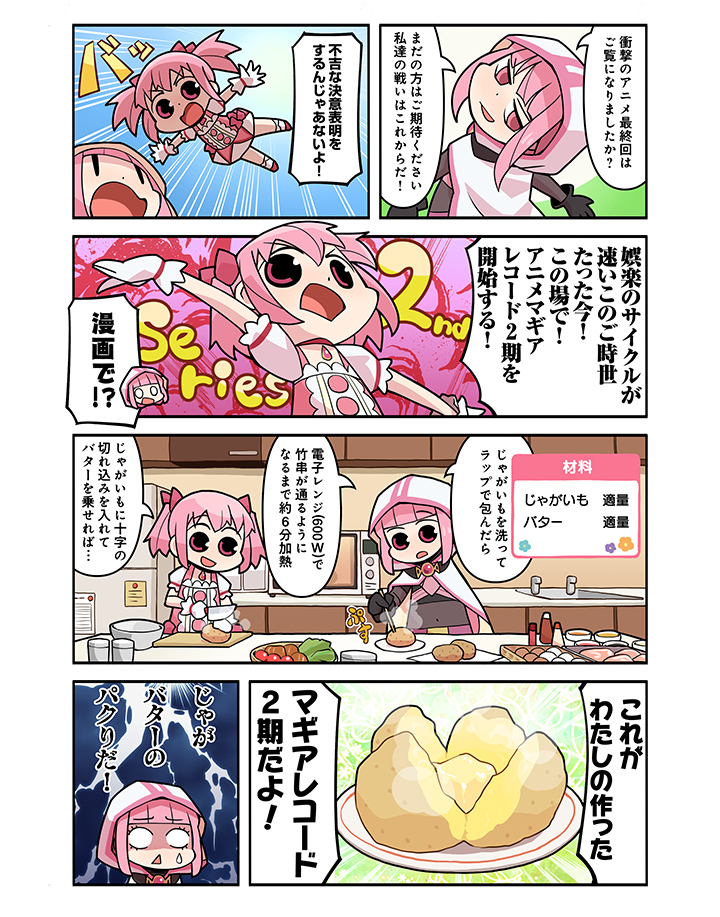 衝撃のアニメ最終回は
ご覧になりましたか?
まだの方はご期待ください
私達の戦いはこれからだ!
不吉な決意表明を
するんじゃあないよ!
バッ
娯楽のサイクルが
速いこのご時世
たった今!
この場で!
アニメマギア
レコード2期を
開始する!
2nd
Series
漫画で!?
材料
じゃがいも 適量
バター 適量
じゃがいもを洗って
ラップで包んだら
電子レンジ(600W)で
竹串が通るように
なるまで約6分加熱
ぷす
じゃがいもに十字の
切れ込みを入れて
バターを乗せれば…
これが
わたしの作った
マギアレコード
2期だよ!
じゃが
バターの
パクりだ!